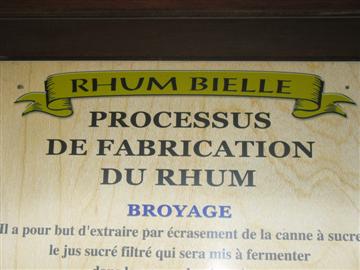 RHUM BIELLE
PROCESSUS
DE FABRICATION
DU RHUM
BROYAGE
Il a pour but d'extraire par écrasement de la canne à sucre
le jus sucré filtré qui sera mis à fermenter